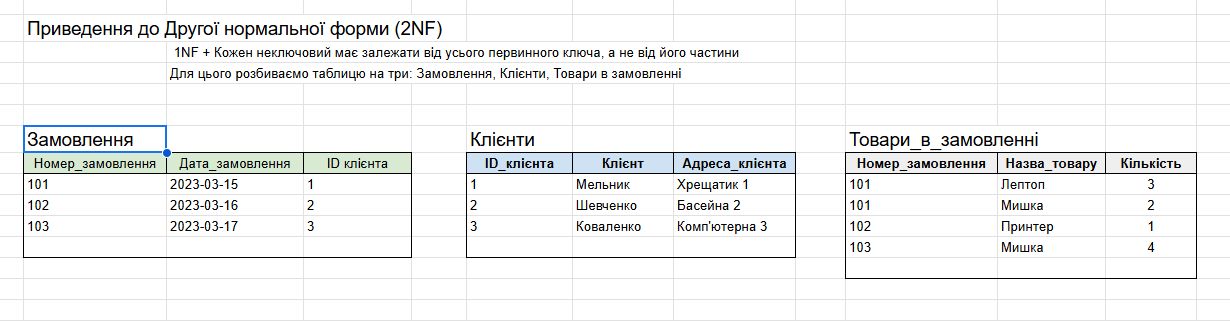 Приведення до Другої нормальної форми (2NF)
1NF + Кожен неключовий має залежати від усього первинного ключа, а не від його частини
Для цього розбиваємо таблицю на три: Замовлення, Клієнти, Товари в замовленні
Замовлення
Номер_замовлення Дата_замовлення ID клієнта
101 2023-03-15 1
102 2023-03-16 2
103 2023-03-17 3
Клієнти
ID_клієнта Клієнт Адреса_клієнта
1 Мельник Хрещатик 1
2 Шевченко Басейна 2
3 Коваленко Комп'ютерна 3
Товари_в_замовленні
Номер_замовлення Назва_товару Кількість
101 Лептоп 3
101 Мишка 2
102 Принтер 1
103 Мишка 4